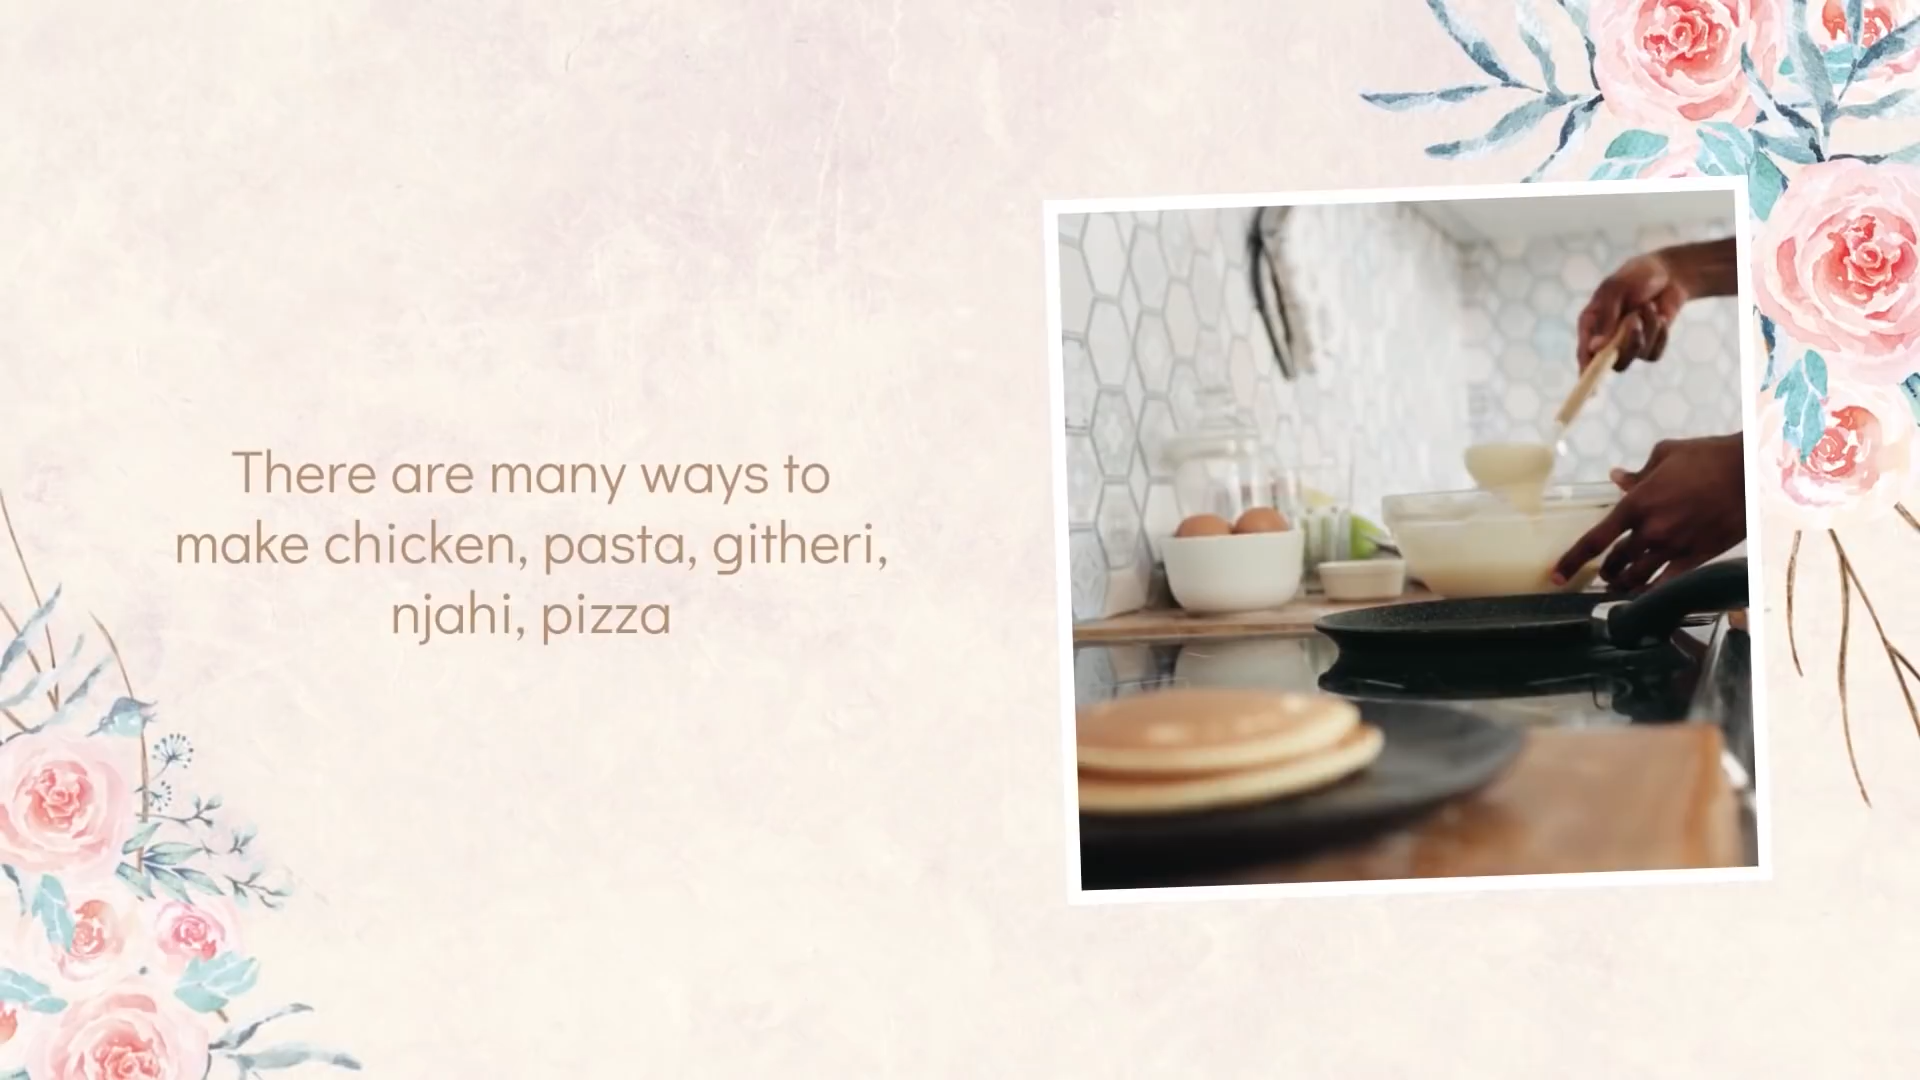 There are many ways to
make chicken, pasta, githeri,
njahi, pizza